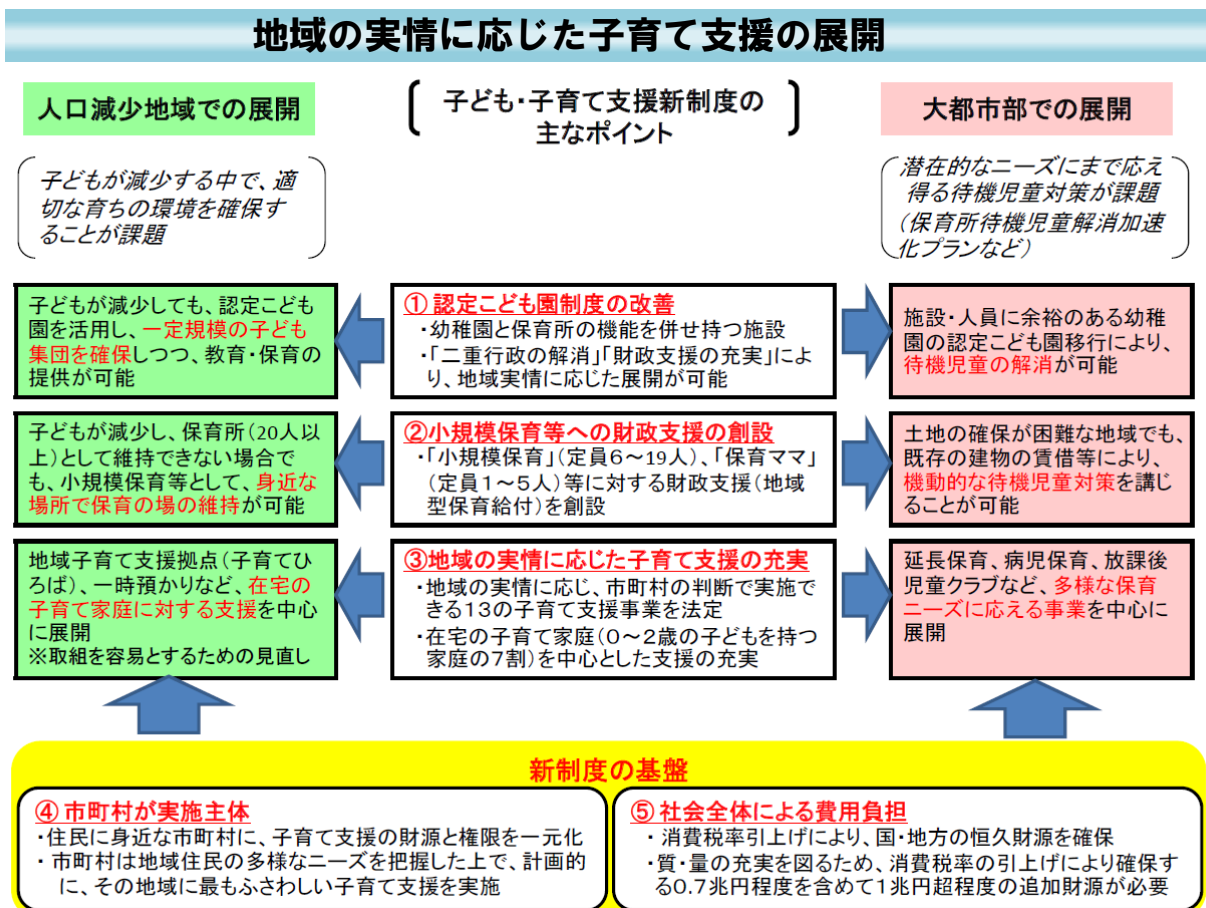 地域の実情に応じた子育て支援の展開
人口減少地域での展開
子ども・子育て支援新制度の
主なポイント
大都市部での展開
子どもが減少する中で、適
切な育ちの環境を確保す
ることが課題
潜在的なニーズにまで応え
得る待機児童対策が課題
(保育所待機児童解消加速
化プランなど)
子どもが減少しても、認定こども
園を活用し、一定規模の子ども
集団を確保しつつ、教育・保育の
提供が可能
①認定こども園制度の改善
・幼稚園と保育所の機能を併せ持つ施設
・「二重行政の解消」「財政支援の充実」によ
り、地域実情に応じた展開が可能
施設・人員に余裕のある幼稚
園の認定こども園移行により、
待機児童の解消が可能
子どもが減少し、保育所(20人以
上)として維持できない場合で
も、小規模保育等として、身近な
場所で保育の場の維持が可能
②小規模保育等への財政支援の創設
・「小規模保育」(定員6~19人)、「保育ママ」
(定員1~5人)等に対する財政支援(地域
型保育給付)を創設
土地の確保が困難な地域でも、
既存の建物の賃借等により、
機動的な待機児童対策を講じ
ることが可能
地域子育て支援拠点(子育てひ
ろば)、一時預かりなど、在宅の
子育て家庭に対する支援を中心
に展開
※取組を容易とするための見直し
③地域の実情に応じた子育て支援の充実
・地域の実情に応じ、市町村の判断で実施で
きる13の子育て支援事業を法定
・在宅の子育て家庭(0~2歳の子どもを持つ
家庭の7割)を中心とした支援の充実
延長保育、病児保育、放課後
児童クラブなど、多様な保育
ニーズに応える事業を中心に
展開
新制度の基盤
④市町村が実施主体
・住民に身近な市町村に、子育て支援の財源と権限を一元化
・市町村は地域住民の多様なニーズを把握した上で、計画的
に、その地域に最もふさわしい子育て支援を実施
⑤社会全体による費用負担
・消費税率引上げにより、国・地方の恒久財源を確保
・質・量の充実を図るため、消費税率の引上げにより確保す
る0.7兆円程度を含めて1兆円超程度の追加財源が必要